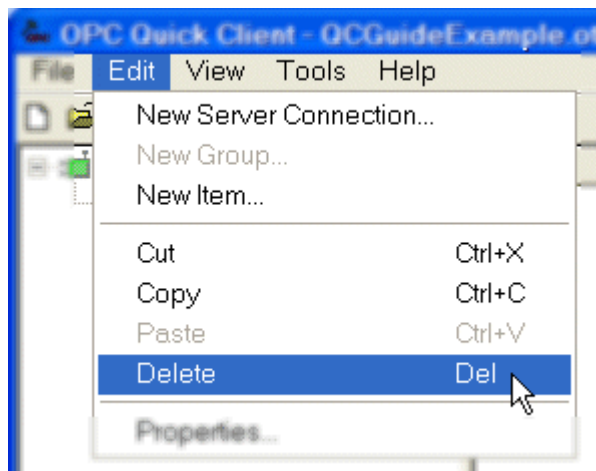 OPC Quick Client - QCGuideExample.ot
File Edit View Tools Help
New Server Connection...
New Group...
New Item...
Cut Ctrl+X
Copy Ctrl+C
Paste Ctrl+V
Delete Del
Properties...